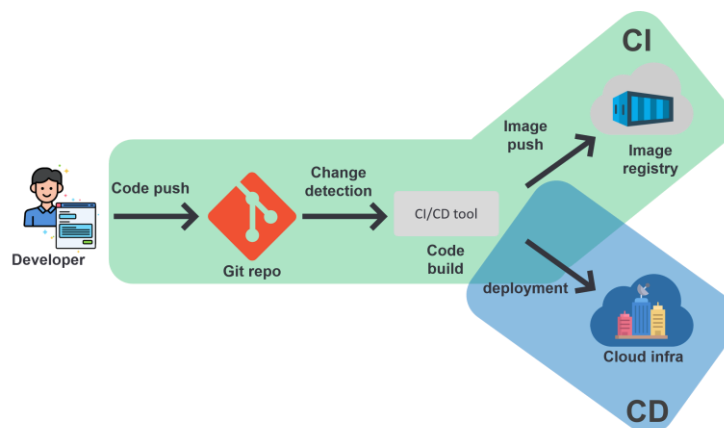 CI
Image
push
Image
registry
Code push
Change
detection
CI/CD tool
Developer
Git repo
Code
build
deployment
Cloud infra
CD